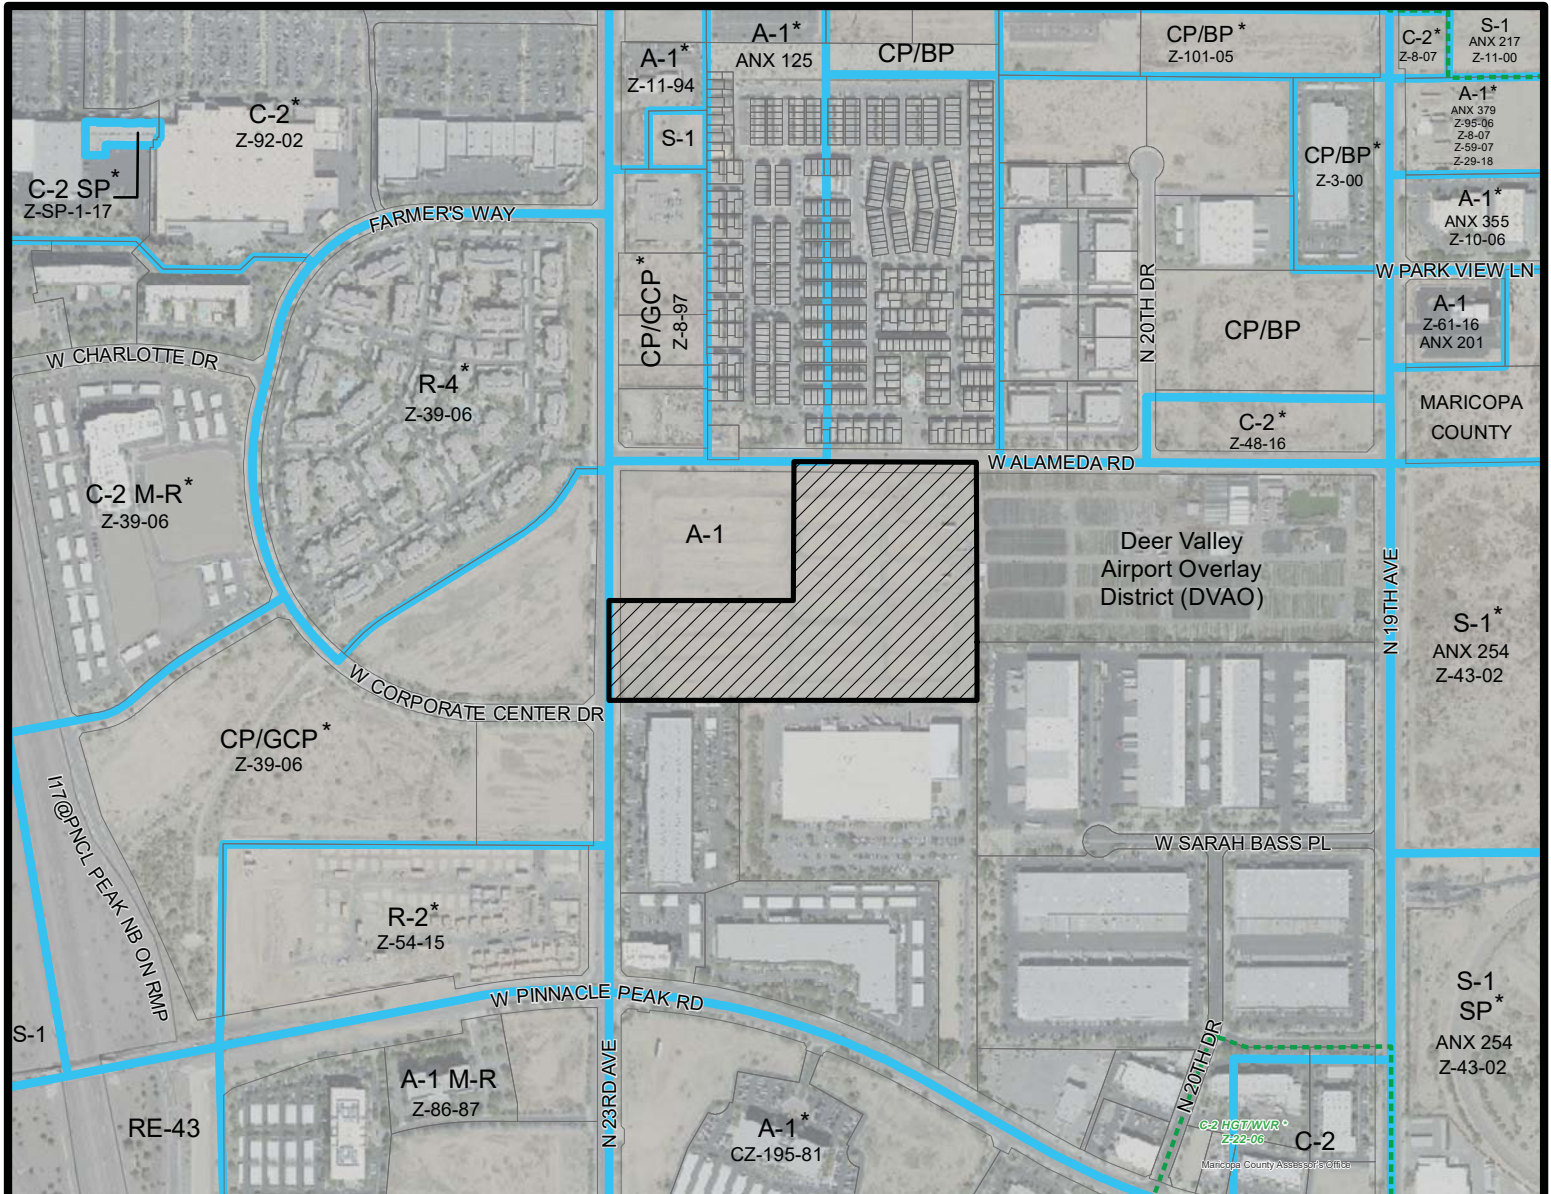 A-1*
Z-11-94
A-1*
ANX 125
CP/BP
CP/BP*
Z-101-05
C-2*
Z-8-07
S-1
ANX 217
Z-11-00
C-2*
Z-92-02
S-1
A-1*
ANX 379
Z-95-06
Z-8-07
Z-59-07
Z-29-18
CP/BP*
Z-3-00
C-2 SP*
Z-SP-1-17
FARMER'S WAY
A-1*
ANX 355
Z-10-06
W PARK VIEW LN
CP/GCP*
Z-8-97
N 20TH DR
CP/BP
A-1
Z-61-16
ANX 201
W CHARLOTTE DR
R-4*
Z-39-06
C-2*
Z-48-16
MARICOPA
COUNTY
W ALAMEDA RD
C-2 M-R*
Z-39-06
A-1
Deer Valley
Airport Overlay
District (DVAO)
N 19TH AVE
S-1*
ANX 254
Z-43-02
W CORPORATE CENTER DR
CP/GCP*
Z-39-06
I17@PNCL PEAK NB ON RMP
W SARAH BASS PL
R-2*
Z-54-15
W PINNACLE PEAK RD
S-1
SP*
ANX 254
Z-43-02
S-1
N 23RD AVE
A-1 M-R
Z-86-87
N 20TH DR
RE-43
A-1*
CZ-195-81
C-2 HGT/WVR*
Z-22-06
C-2
Maricopa County Assessor's Office